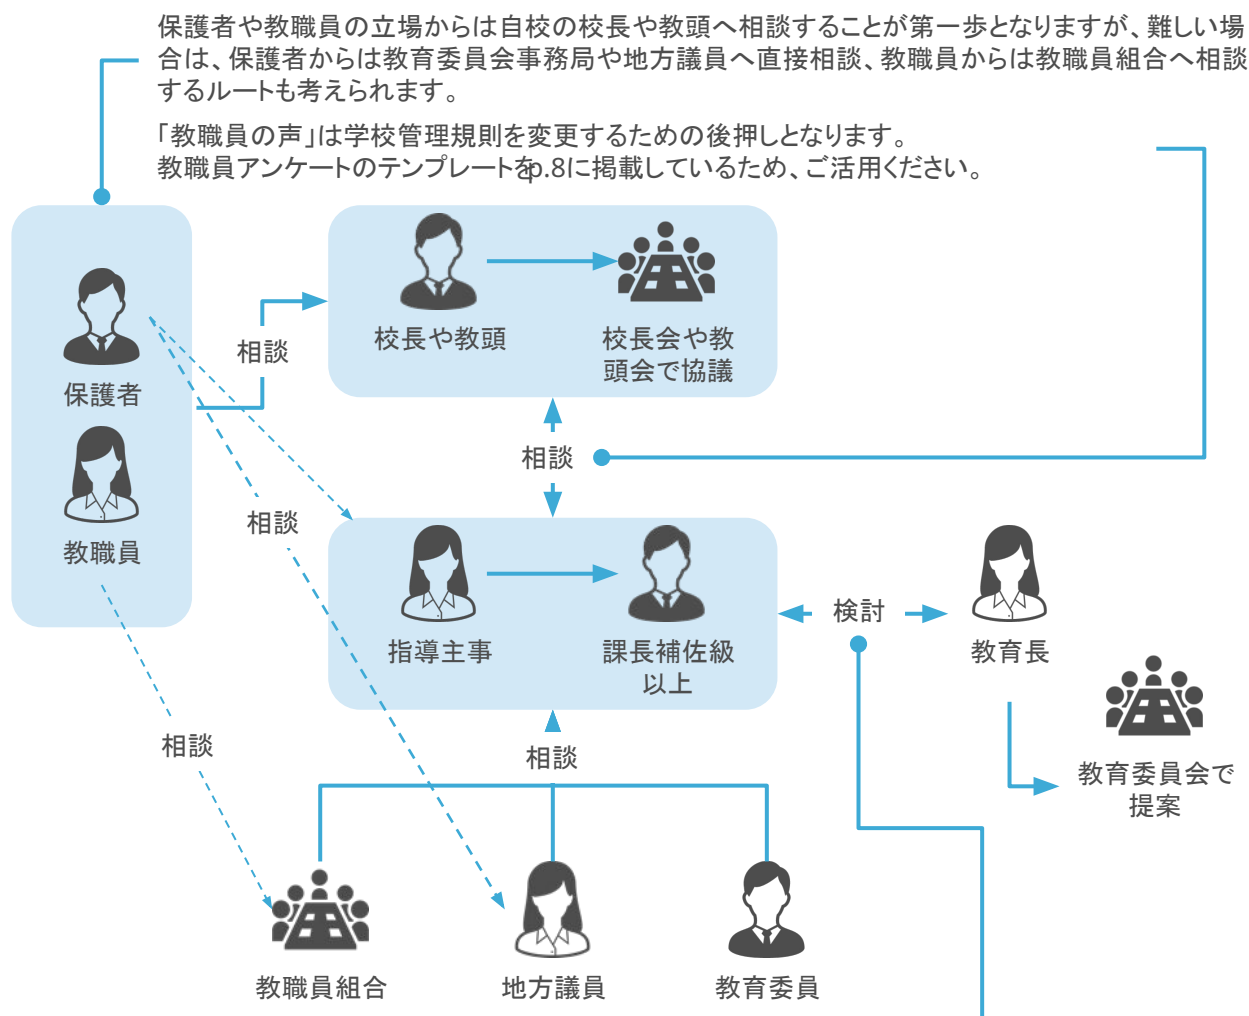 保護者や教職員の立場からは自校の校長や教頭へ相談することが第一歩となりますが、難しい場
合は、保護者からは教育委員会事務局や地方議員へ直接相談、教職員からは教職員組合へ相談
するルートも考えられます。
「教職員の声」は学校管理規則を変更するための後押しとなります。
教職員アンケートのテンプレートをp.8に掲載しているため、ご活用ください。
校長や教頭
校長会や教
頭会で協議
相談
保護者
相談
相談
教職員
指導主事
課長補佐級
以上
検討
教育長
相談
相談
教育委員会で
提案
教職員組合
地方議員
教育委員